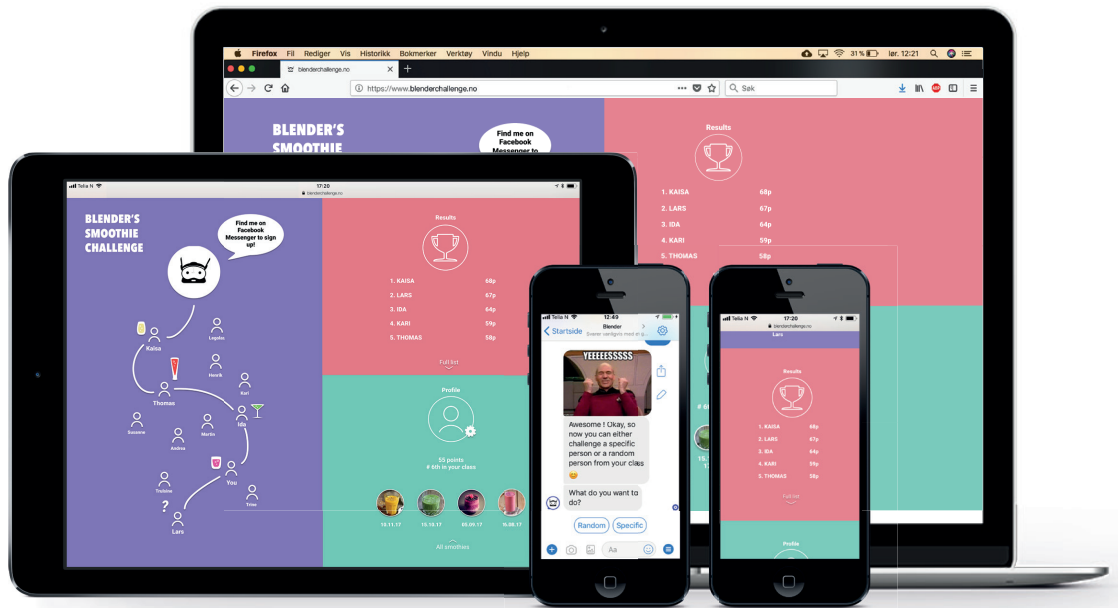 Firefox Fil Rediger Vis Historikk Bokmerker Verktøy Vindu Hjelp
31 % lør. 12:21
blenderchallenge.no
https://www.blenderchallenge.no
Søk
BLENDER'S
SMOOTHIE
Find me on
Facebook
Messenger to
Results
1. KAISA 68p
2. LARS 67p
3. IDA 64p
4. KARI 59p
5. THOMAS 58p
Telia N 17:20
blenderchallenge.no
BLENDER'S
SMOOTHIE
CHALLENGE
Find me on
Facebook
Messenger to sign
up!
Kaisa
Legolas
Henrik
Thomas
Kari
Ida
Susanne
Martin
Andrea
You
Trine
?
Lars
Results
1. KAISA 68p
2. LARS 67p
3. IDA 64p
4. KARI 59p
5. THOMAS 58p
Full list
Profile
55 points
# 6th in your class
10.11.17 15.10.17 05.09.17 15.08.17
All smothies
Telia N 12:49
Startside Blender
Svarer vanligvis med én g...
YEEEESSSSS
Awesome ! Okay, so
now you can either
challenge a specific
person or a random
person from your class
What do you want to
do?
Random Specific
Aa
# 6t
15.
Telia N 17:20
blenderchallenge.no
Lars
Results
1. KAISA 68p
2. LARS 67p
3. IDA 64p
4. KARI 59p
5. THOMAS 58p
Full list
Profile